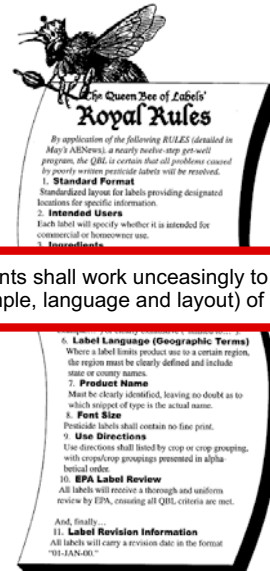 The Queen Bee of Labels'
Royal Rules
By application of the following RULES (detailed in
May's AENews), a nearly twelve-step get-well
program, the QBL is certain that all problems caused
by poorly written pesticide labels will be resolved.
1. Standard Format
Standardized layout for labels providing designated
locations for specific information.
2. Intended Users
Each label will specify whether it is intended for
commercial or homeowner use.
3. Ingredients
nts shall work unceasingly to
ple, language and layout) of
6. Label Language (Geographic Terms)
Where a label limits product use to a certain region,
the region must be clearly defined and include
state or county names.
7. Product Name
Must be clearly identified, leaving no doubt as to
which snippet of type is the actual name.
8. Font Size
Pesticide labels shall contain no fine print.
9. Use Directions
Use directions shall listed by crop or crop grouping,
with crops/crop groupings presented in alpha-
betical order.
10. EPA Label Review
All labels will receive a thorough and uniform
review by EPA, ensuring all QBL criteria are met.
And, finally...
11. Label Revision Information
All labels will carry a revision date in the format
"01-JAN-00."